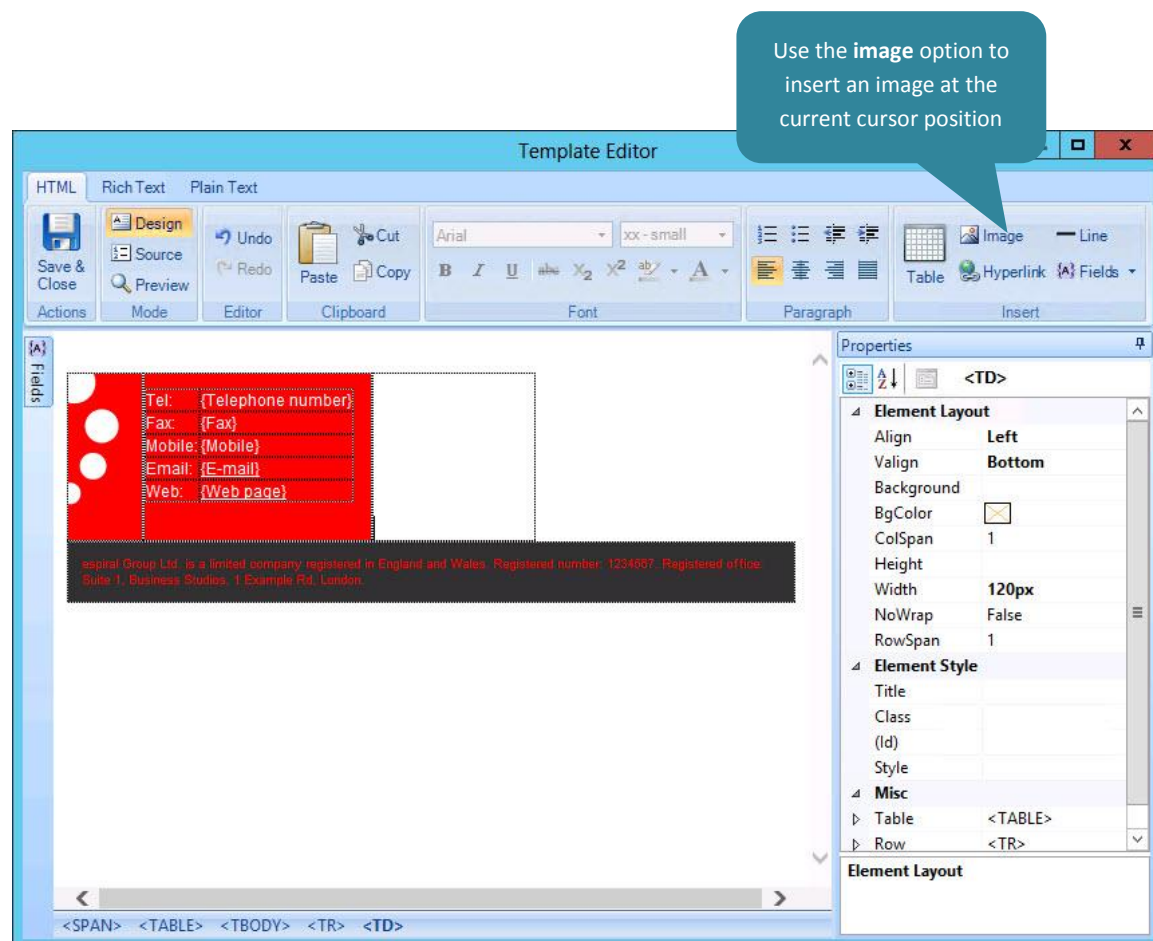 Use the image option to
insert an image at the
current cursor position
Template Editor
HTML Rich Text Plain Text
Save &
Close
Design
Source
Preview
Undo
Redo
Paste
Cut
Copy
Arial xx-small
B I U abc X2 X2 ab A
Table
Image
Line
Hyperlink
{A} Fields
Actions Mode Editor Clipboard Font Paragraph Insert
{A} Fields
Tel: {Telephone number}
Fax: {Fax}
Mobile: {Mobile}
Email: {E-mail}
Web: {Web page}
espiral Group Ltd. is a limited company registered in England and Wales. Registered number: 1234567. Registered office:
Suite 1, Business Studios, 1 Example Rd, London.
Properties
<TD>
Element Layout
Align Left
Valign Bottom
Background
BgColor
ColSpan 1
Height
Width 120px
NoWrap False
RowSpan 1
Element Style
Title
Class
(Id)
Style
Misc
Table <TABLE>
Row <TR>
Element Layout
<SPAN> <TABLE> <TBODY> <TR> <TD>